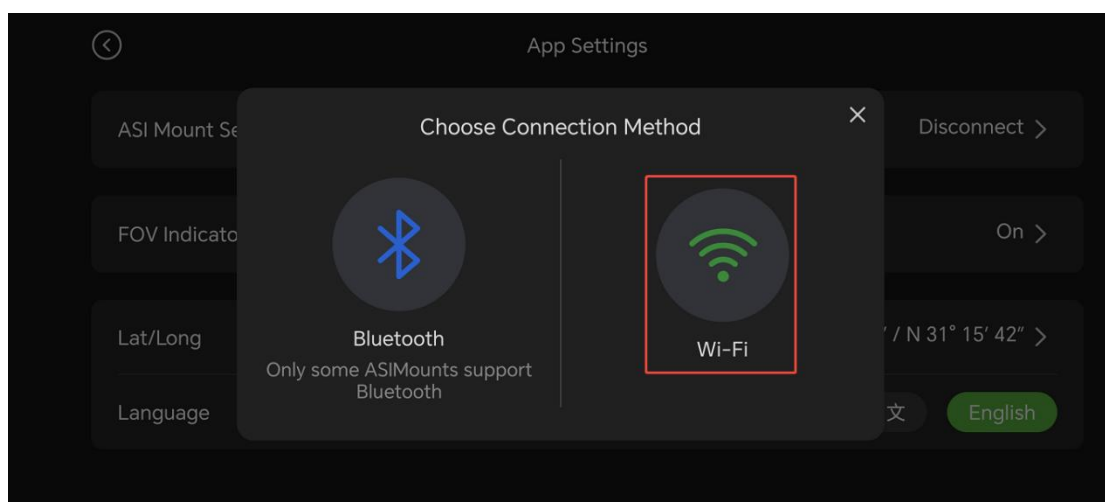 App Settings
ASI Mount Se
Choose Connection Method
Disconnect
FOV Indicato
On
Bluetooth
Only some ASIMounts support
Bluetooth
Wi-Fi
Lat/Long
/ N 31° 15′ 42″
Language
文
English